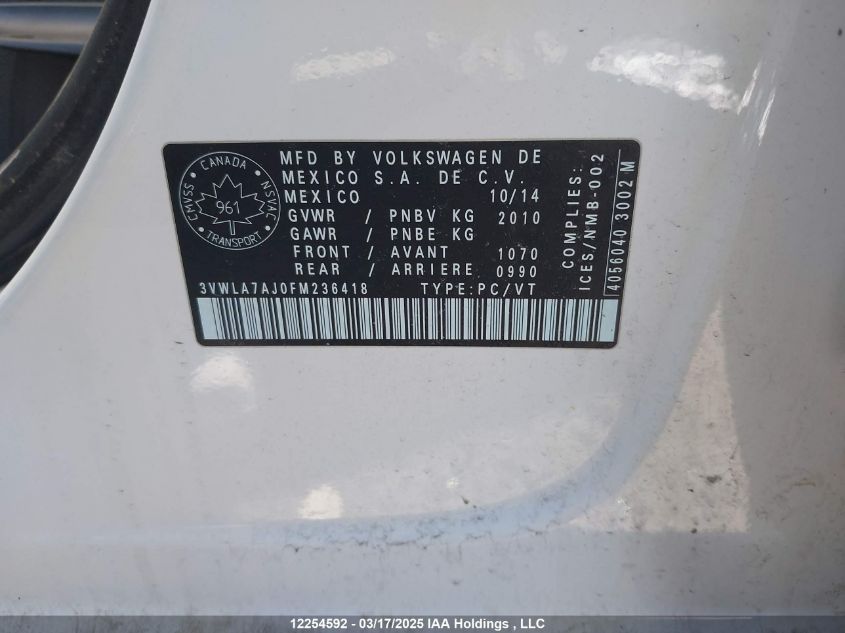 CANADA
CMVSS
NSVAC
961
TRANSPORT
MFD BY VOLKSWAGEN DE
MEXICO S.A. DE C.V.
MEXICO 10/14
GVWR / PNBV KG 2010
GAWR / PNBE KG
FRONT / AVANT 1070
REAR / ARRIERE 0990
3VWLA7AJ0FM236418 TYPE:PC/VT
COMPLIES:
ICES/NMB-002
4056040 3002 M
12254592 - 03/17/2025 IAA Holdings , LLC